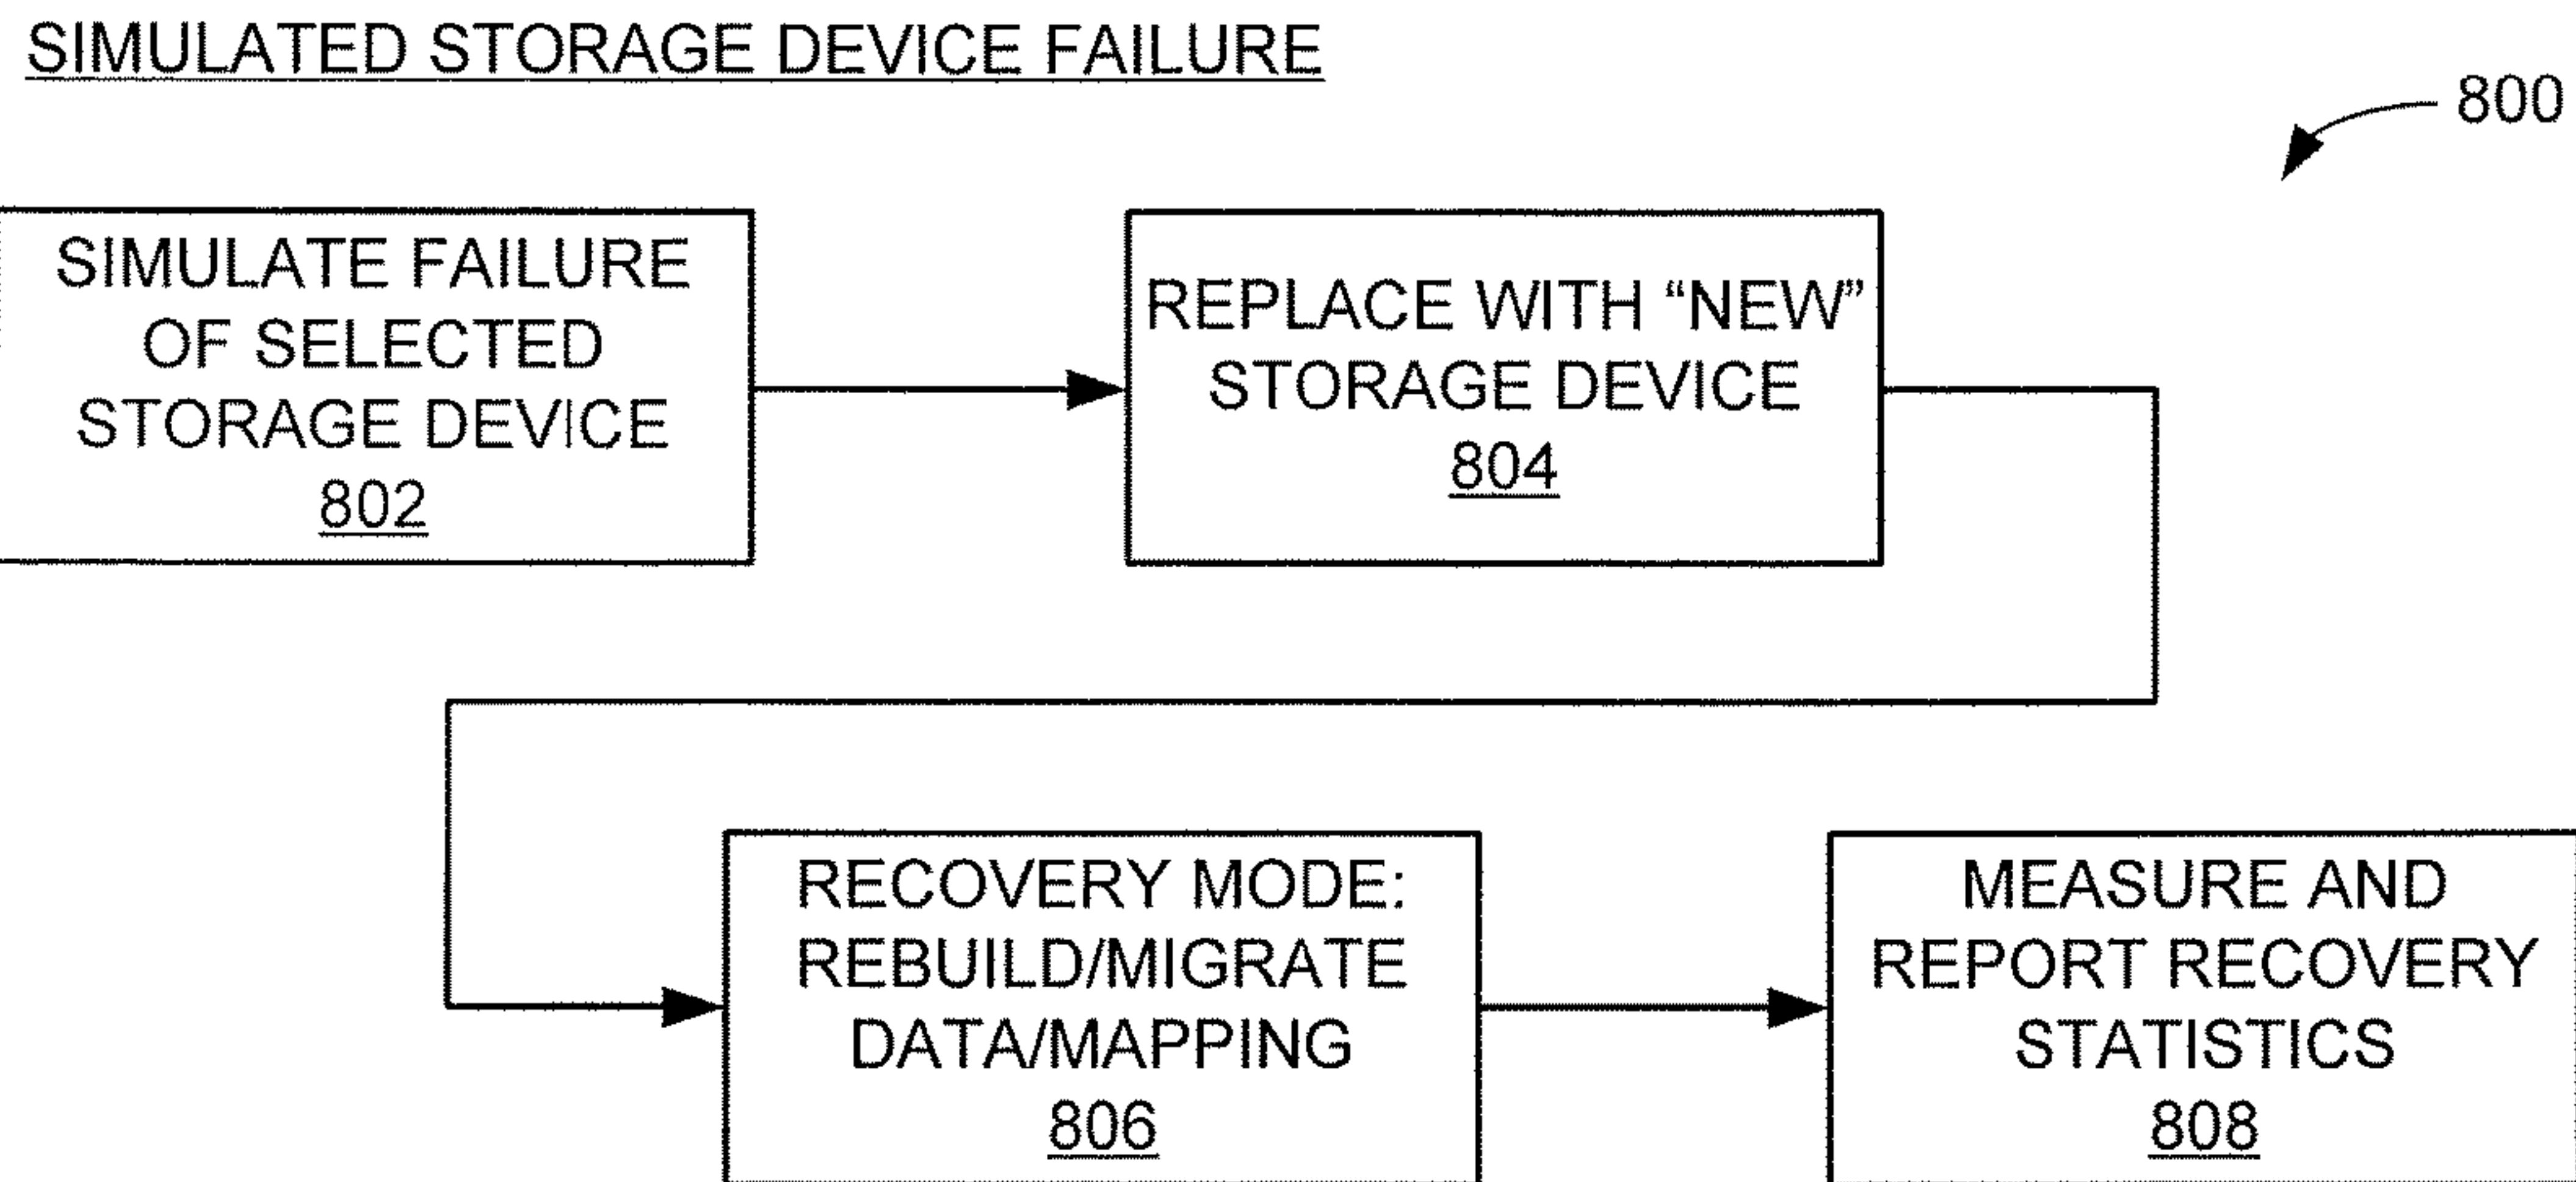 SIMULATED STORAGE DEVICE FAILURE
800
SIMULATE FAILURE
OF SELECTED
STORAGE DEVICE
802
REPLACE WITH “NEW”
STORAGE DEVICE
804
RECOVERY MODE:
REBUILD/MIGRATE
DATA/MAPPING
806
MEASURE AND
REPORT RECOVERY
STATISTICS
808